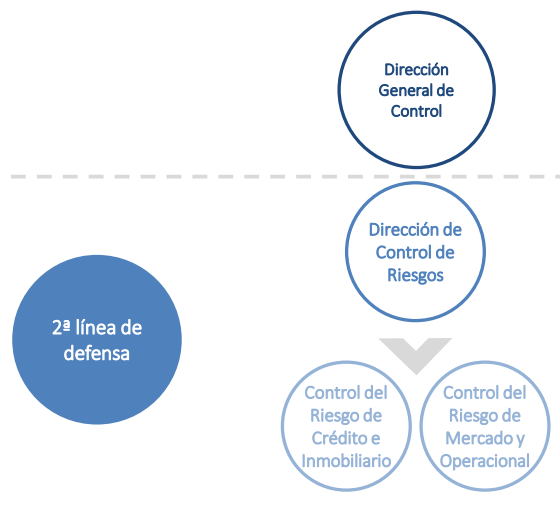 Dirección
General de
Control
Dirección de
Control de
Riesgos
2ª línea de
defensa
Control del
Riesgo de
Crédito e
Inmobiliario
Control del
Riesgo de
Mercado y
Operacional